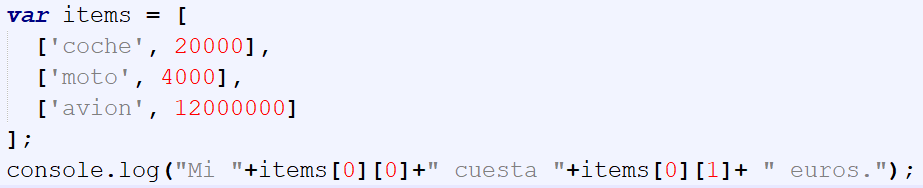 var items = [
  ['coche', 20000],
  ['moto', 4000],
  ['avion', 12000000]
];
console.log("Mi "+items[0][0]+" cuesta "+items[0][1]+ " euros.");